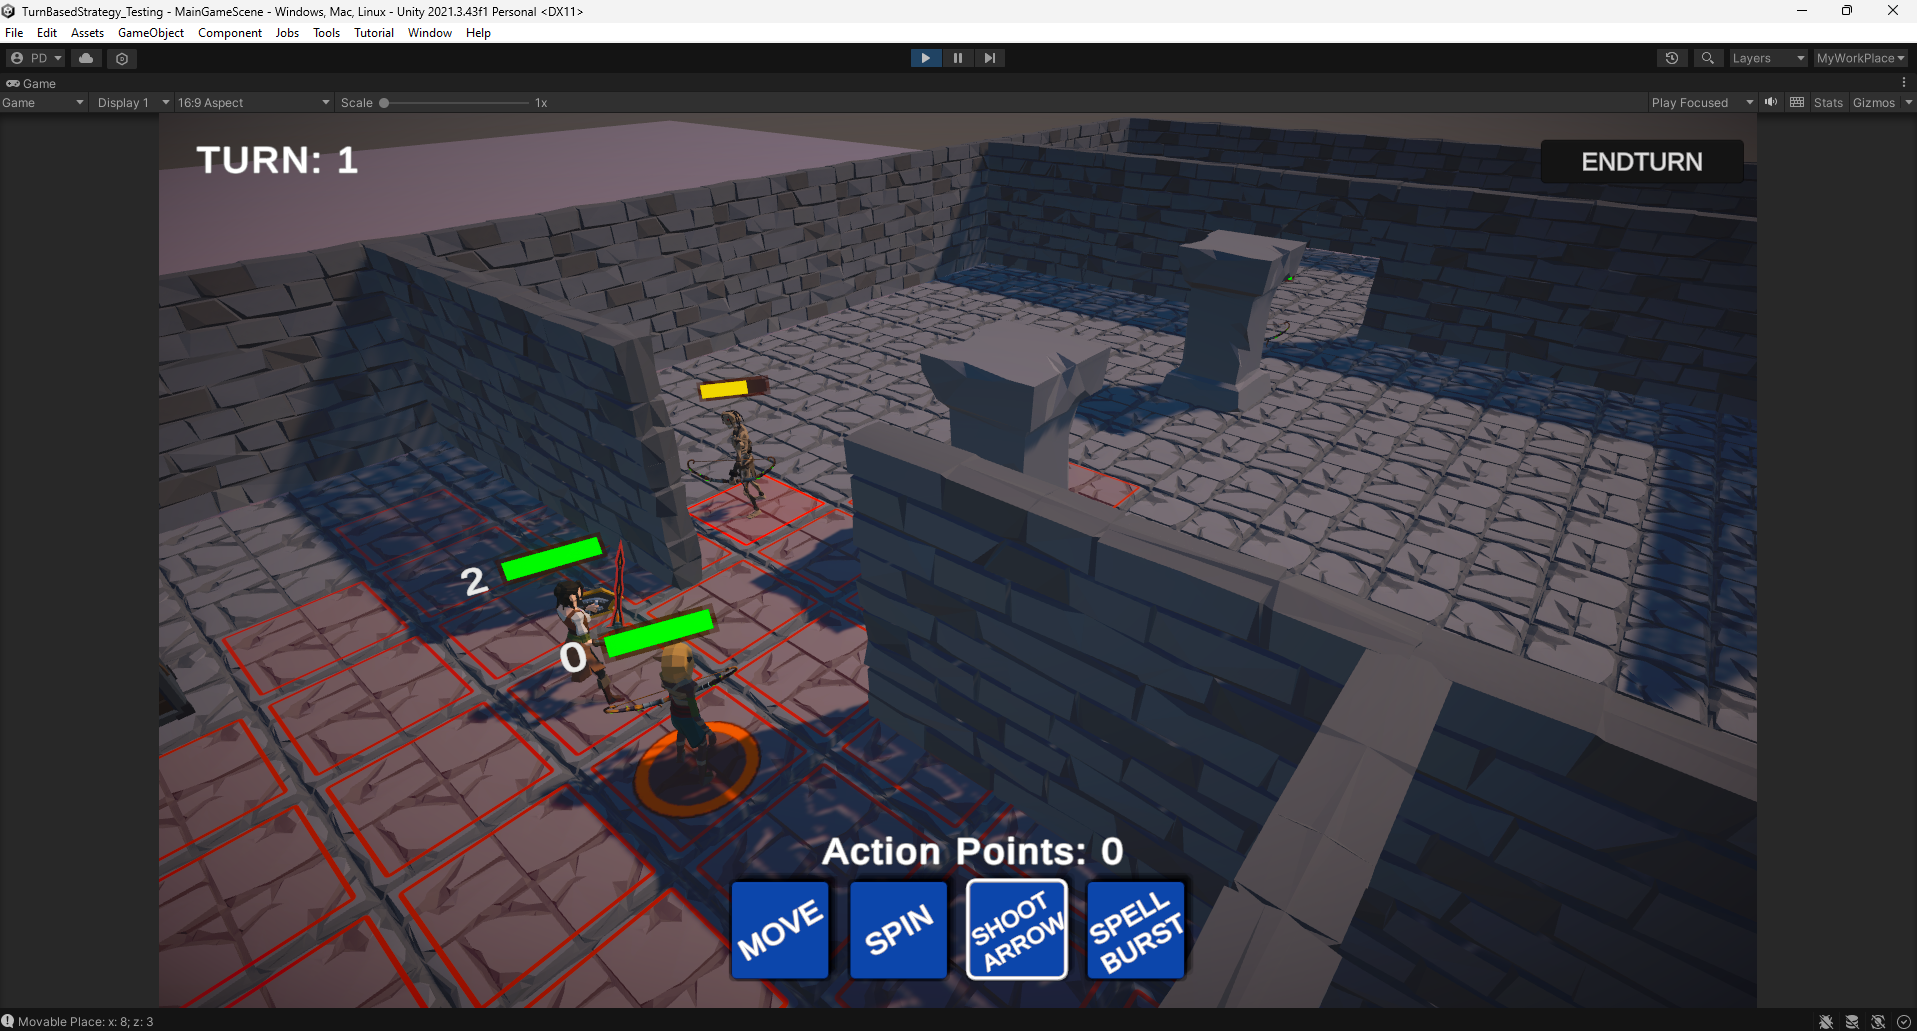 TurnBasedStrategy_Testing - MainGameScene - Windows, Mac, Linux - Unity 2021.3.43f1 Personal <DX11>
File Edit Assets GameObject Component Jobs Tools Tutorial Window Help
PD Layers MyWorkPlace
Game
Game Display 1 16:9 Aspect Scale 1x Play Focused Stats Gizmos
TURN: 1
ENDTURN
2
0
Action Points: 0
MOVE
SPIN
SHOOT
ARROW
SPELL
BURST
Movable Place: x: 8; z: 3